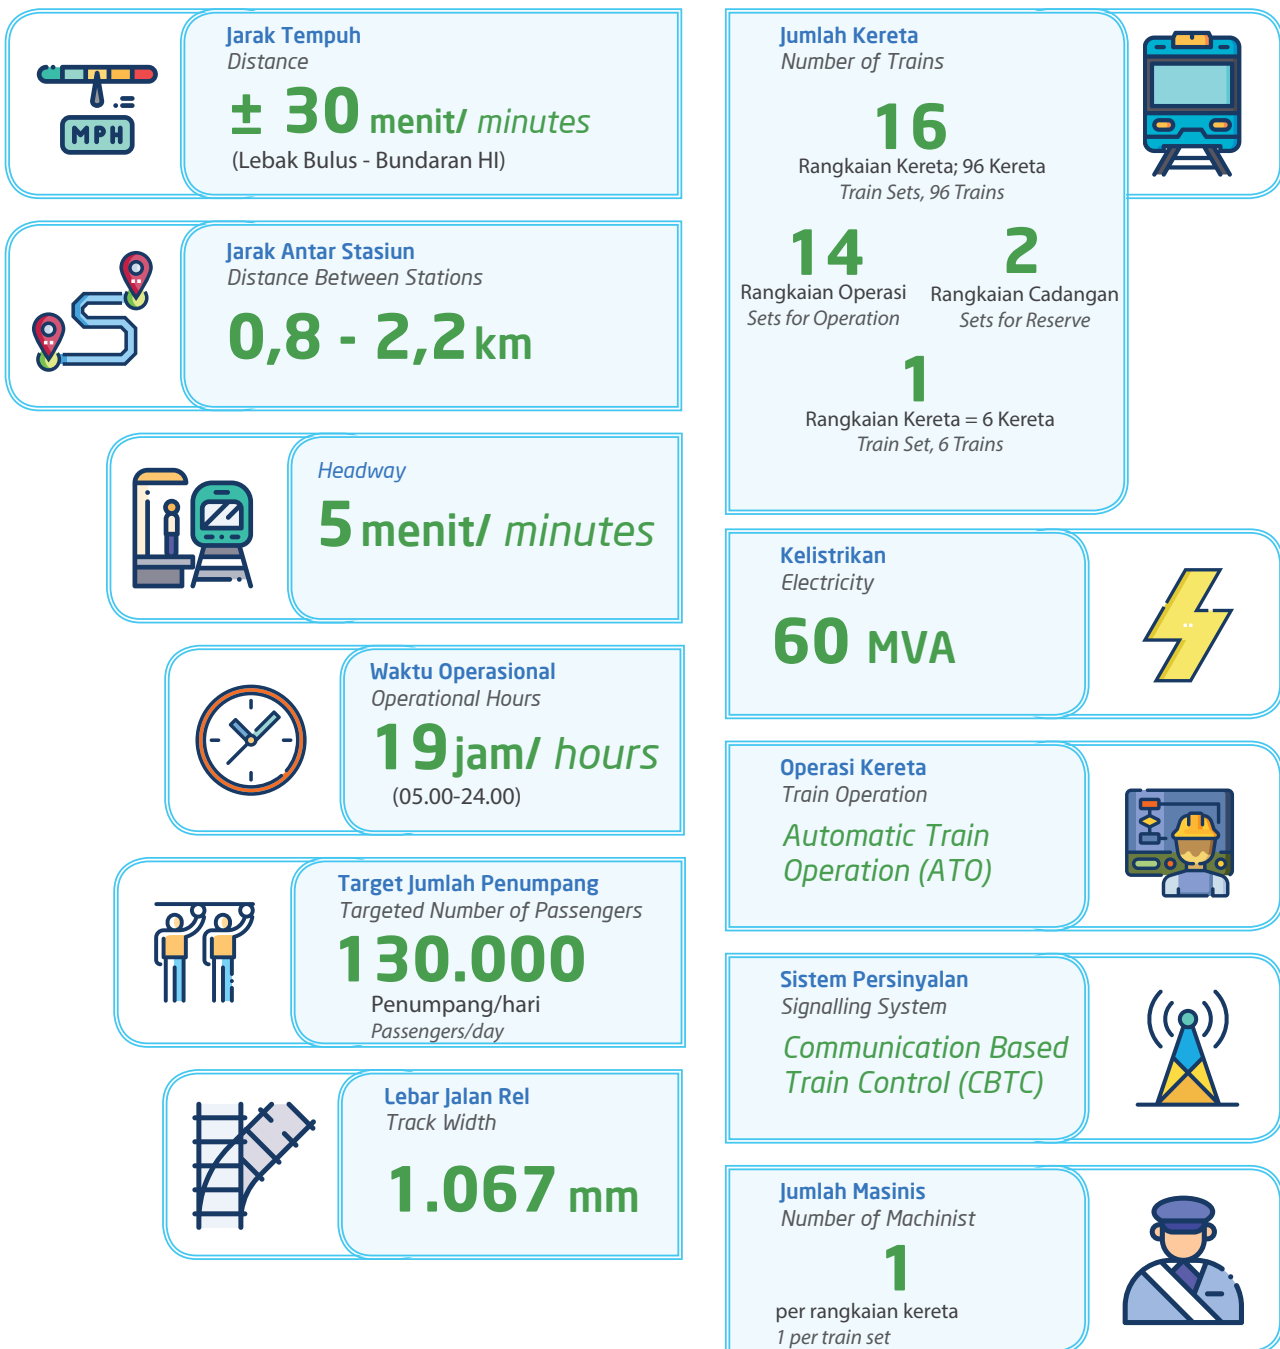 Jarak Tempuh
Distance
± 30 menit/ minutes
(Lebak Bulus - Bundaran HI)
MPH
Jarak Antar Stasiun
Distance Between Stations
0,8 - 2,2 km
Headway
5 menit/ minutes
Waktu Operasional
Operational Hours
19 jam/ hours
(05.00-24.00)
Target Jumlah Penumpang
Targeted Number of Passengers
130.000
Penumpang/hari
Passengers/day
Lebar Jalan Rel
Track Width
1.067 mm
Jumlah Kereta
Number of Trains
16
Rangkaian Kereta; 96 Kereta
Train Sets, 96 Trains
14
Rangkaian Operasi
Sets for Operation
2
Rangkaian Cadangan
Sets for Reserve
1
Rangkaian Kereta = 6 Kereta
Train Set, 6 Trains
Kelistrikan
Electricity
60 MVA
Operasi Kereta
Train Operation
Automatic Train
Operation (ATO)
Sistem Persinyalan
Signalling System
Communication Based
Train Control (CBTC)
Jumlah Masinis
Number of Machinist
1
per rangkaian kereta
1 per train set